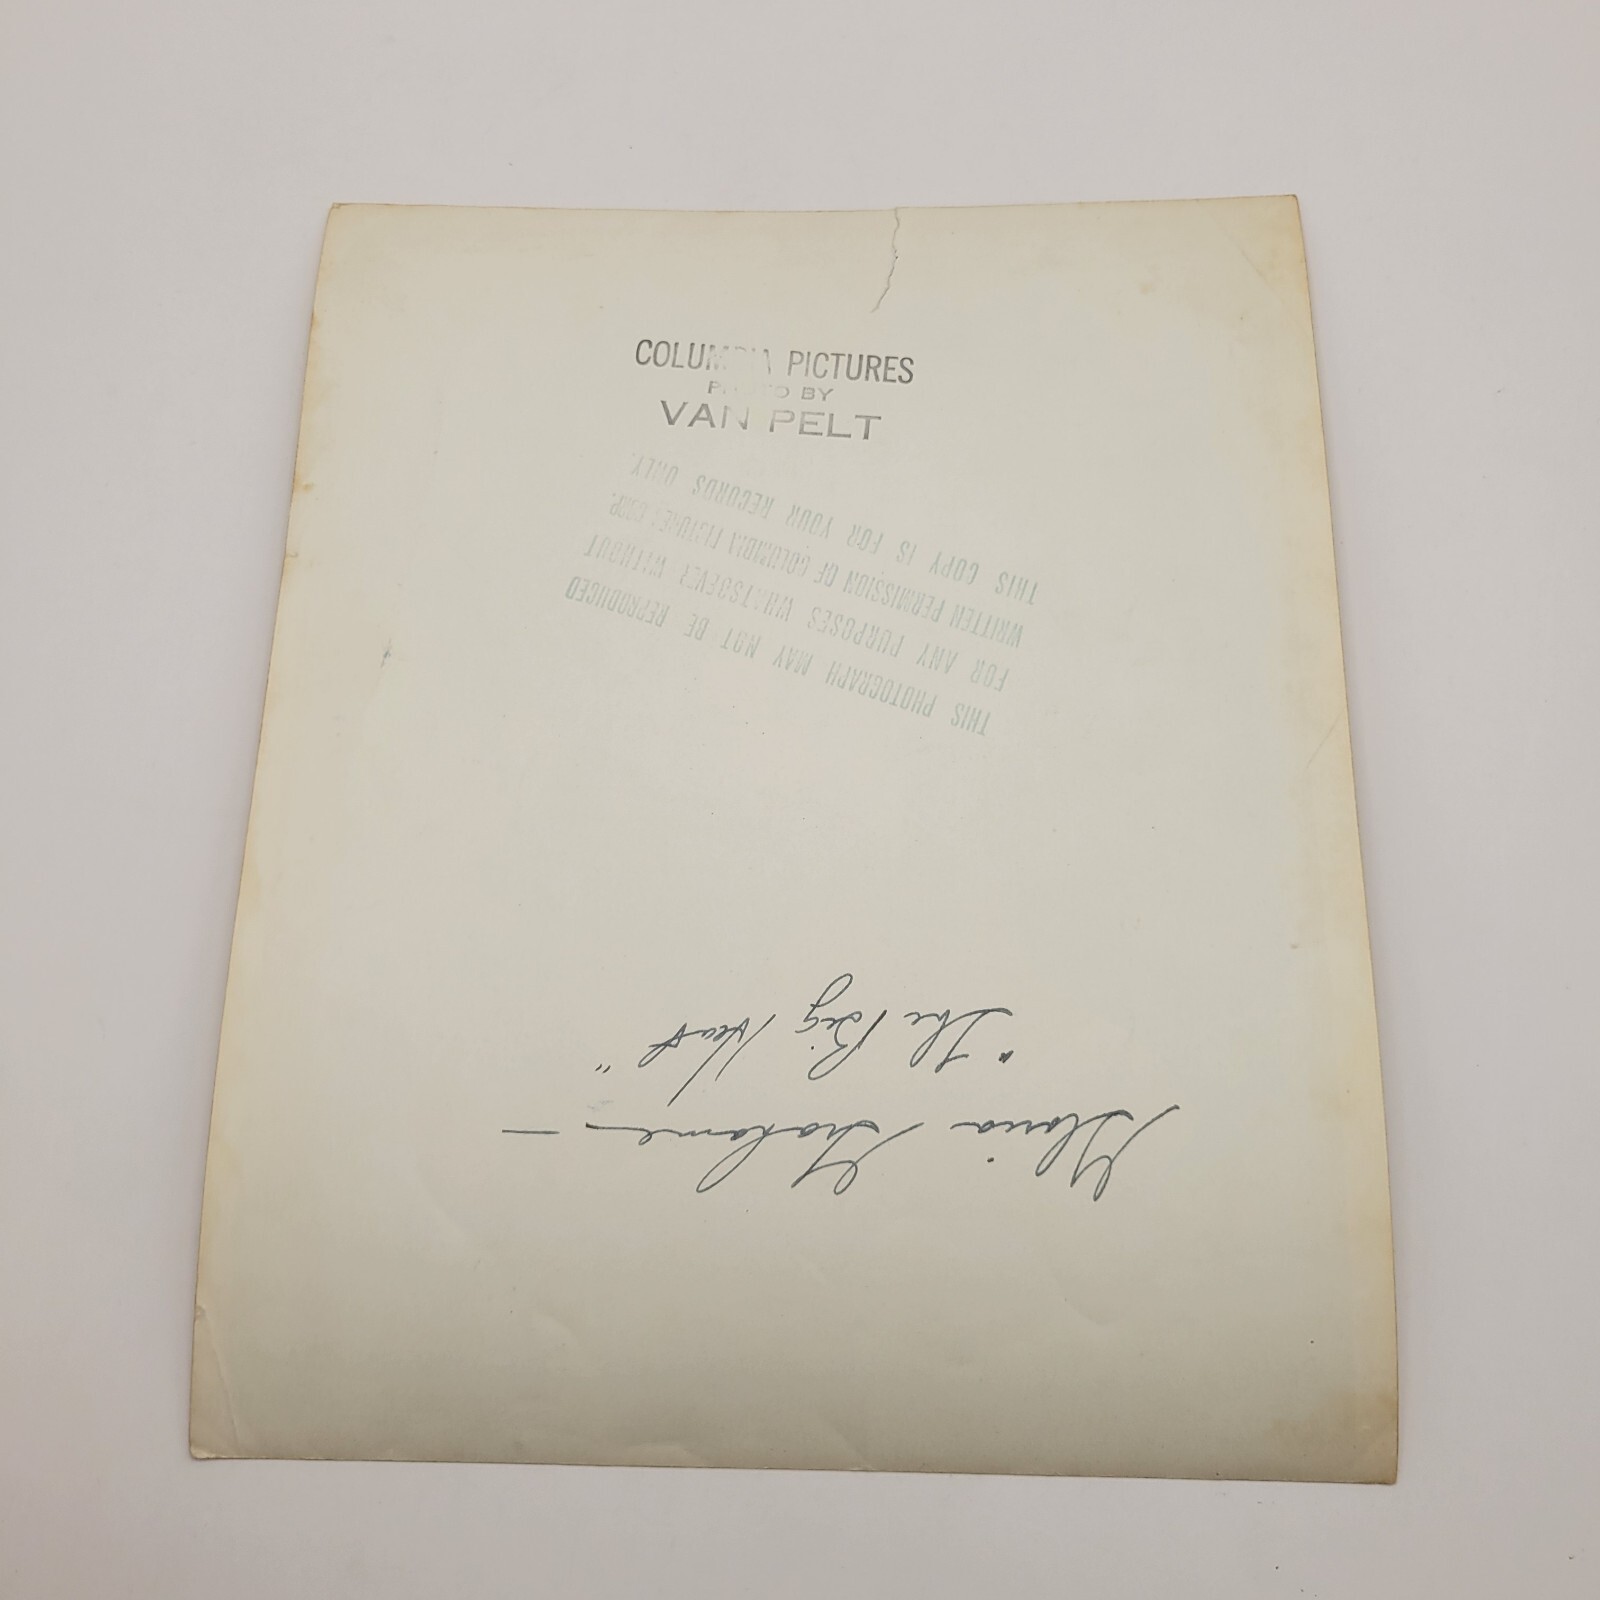 COLUMBIA PICTURES
PHOTO BY
VAN PELT
THIS PHOTOGRAPH MAY NOT BE REPRODUCED
FOR ANY PURPOSES WHATSOEVER WITHOUT
WRITTEN PERMISSION OF COLUMBIA PICTURES CORP.
THIS COPY IS FOR YOUR RECORDS ONLY.
Gloria Grahame —
"The Big Heat"